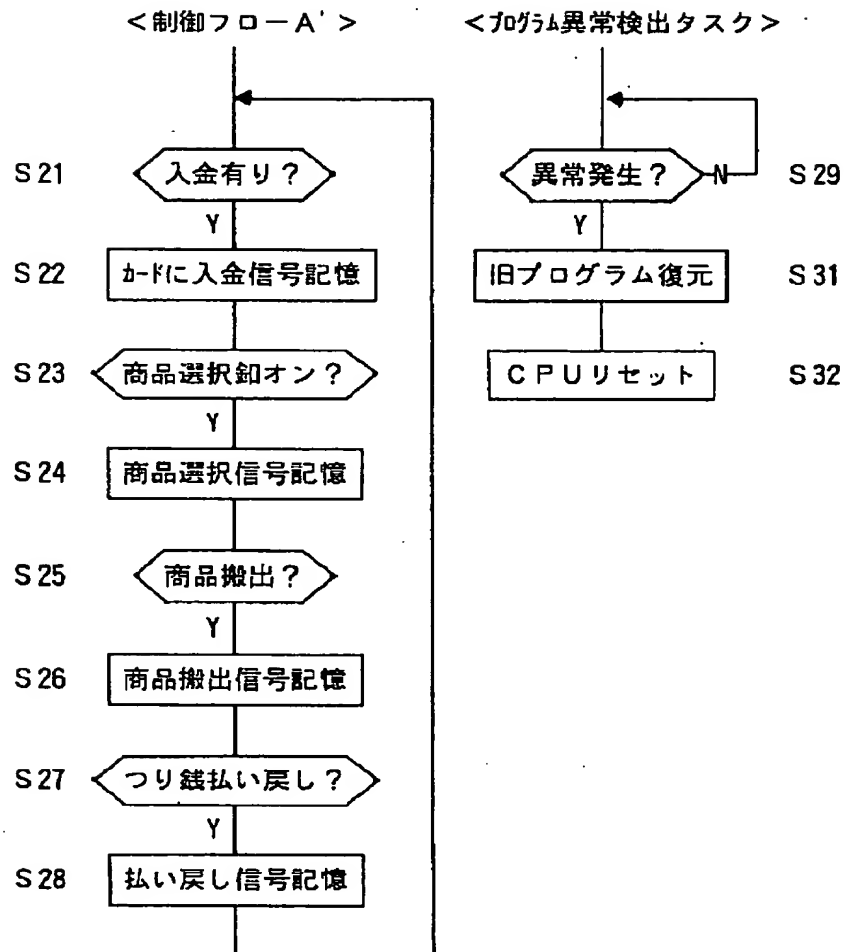 <制御フローA'>
S21
入金有り?
Y
S22
カードに入金信号記憶
S23
商品選択釦オン?
Y
S24
商品選択信号記憶
S25
商品搬出?
Y
S26
商品搬出信号記憶
S27
つり銭払い戻し?
Y
S28
払い戻し信号記憶
<プログラム異常検出タスク>
異常発生?
N
S29
Y
旧プログラム復元
S31
CPUリセット
S32